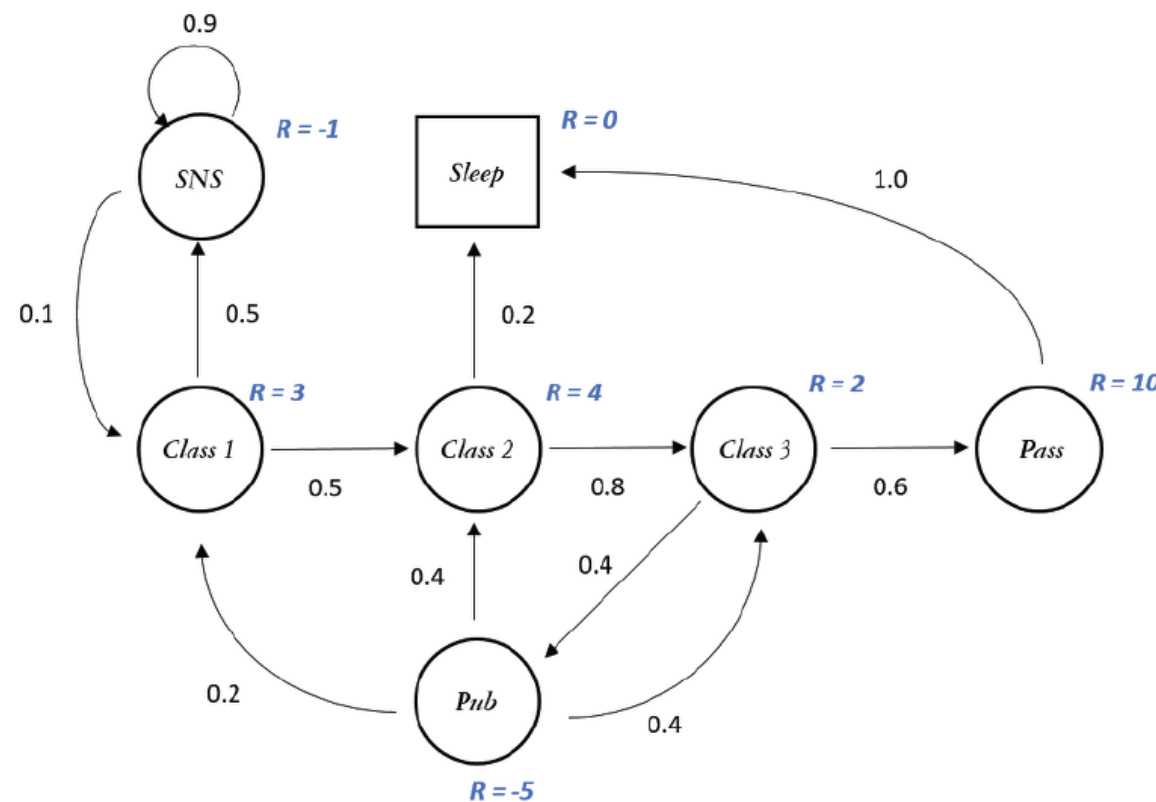 0.9
R = -1
SNS
R = 0
Sleep
1.0
0.1
0.5
0.2
R = 3
R = 4
R = 2
R = 10
Class 1
Class 2
Class 3
Pass
0.5
0.8
0.6
0.4
0.4
0.2
Pub
0.4
R = -5